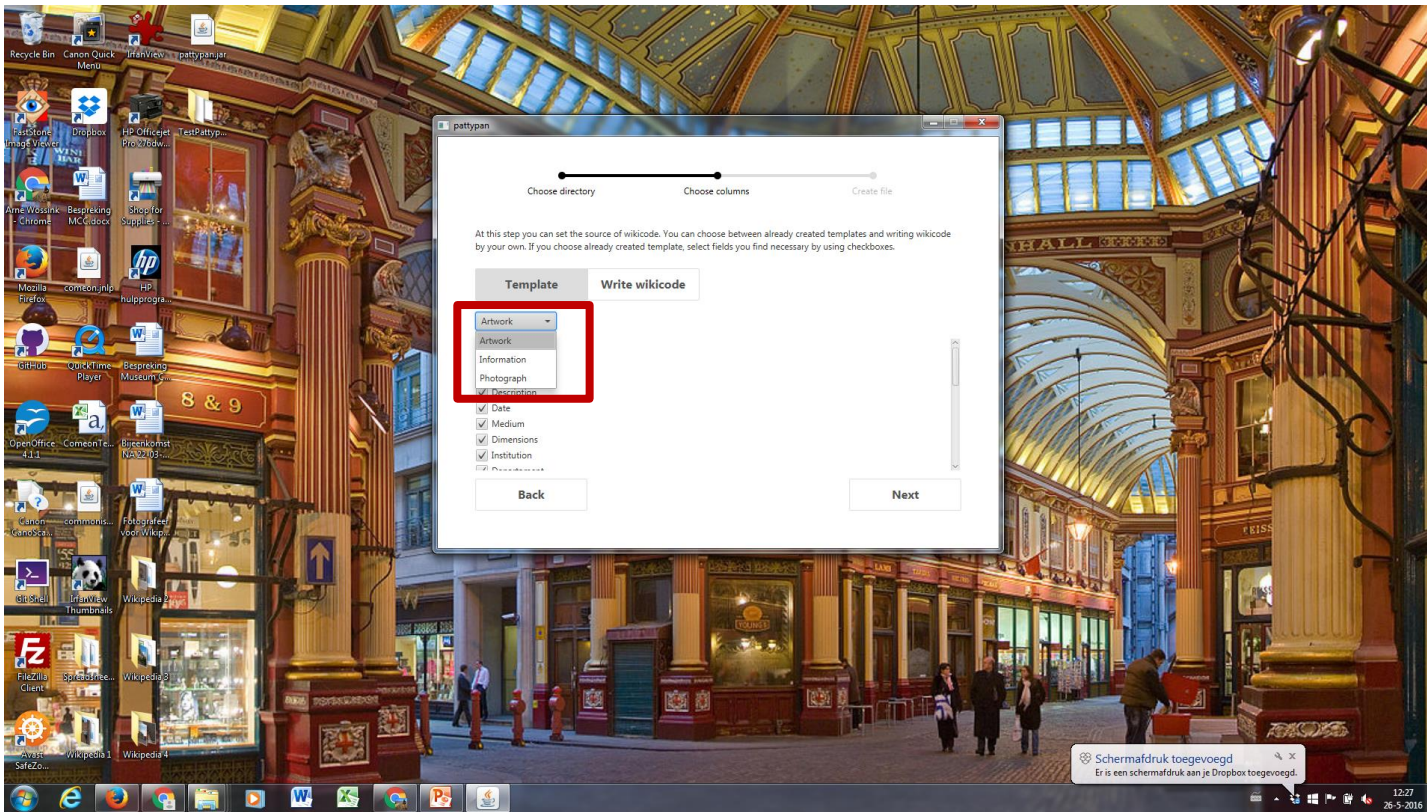 Recycle Bin
Canon Quick Menu
IrfanView
pattypan.jar
FastStone Image Viewer
Dropbox
HP Officejet Pro 276dw...
TestPattyp...
Arne Wossink - Chrome
Bespreking MCC.docx
Shop for Supplies - ...
Mozilla Firefox
comeon.jnlp
HP hulpprogra...
GitHub
QuickTime Player
Bespreking Museum C...
OpenOffice 4.1.1
ComeonTe...
Bijeenkomst NA 22-03-...
Canon CanoSca...
commonis...
Fotografeer voor Wikip...
Git Shell
IrfanView Thumbnails
Wikipedia 2
FileZilla Client
Spreadshee...
Wikipedia 3
Avast SafeZo...
Wikipedia 1
Wikipedia 4
WINE
BAR
8 & 9
pattypan
Choose directory
Choose columns
Create file
At this step you can set the source of wikicode. You can choose between already created templates and writing wikicode
by your own. If you choose already created template, select fields you find necessary by using checkboxes.
Template
Write wikicode
Artwork
Artwork
Information
Photograph
Description
Date
Medium
Dimensions
Institution
Back
Next
LAMB
YOUNG'S
Schermafdruk toegevoegd
Er is een schermafdruk aan je Dropbox toegevoegd.
12:27
26-5-2016